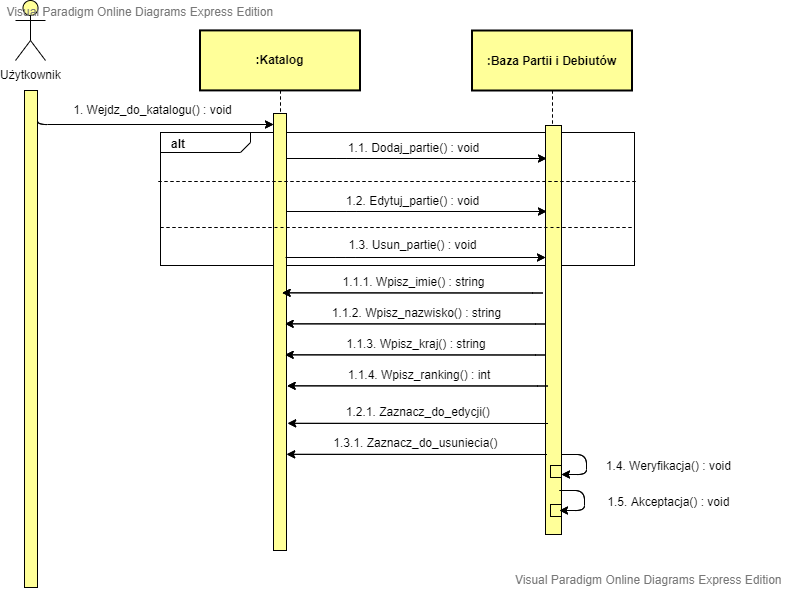 Visual Paradigm Online Diagrams Express Edition
Użytkownik
:Katalog
:Baza Partii i Debiutów
1. Wejdz_do_katalogu() : void
alt
1.1. Dodaj_partie() : void
1.2. Edytuj_partie() : void
1.3. Usun_partie() : void
1.1.1. Wpisz_imie() : string
1.1.2. Wpisz_nazwisko() : string
1.1.3. Wpisz_kraj() : string
1.1.4. Wpisz_ranking() : int
1.2.1. Zaznacz_do_edycji()
1.3.1. Zaznacz_do_usuniecia()
1.4. Weryfikacja() : void
1.5. Akceptacja() : void
Visual Paradigm Online Diagrams Express Edition